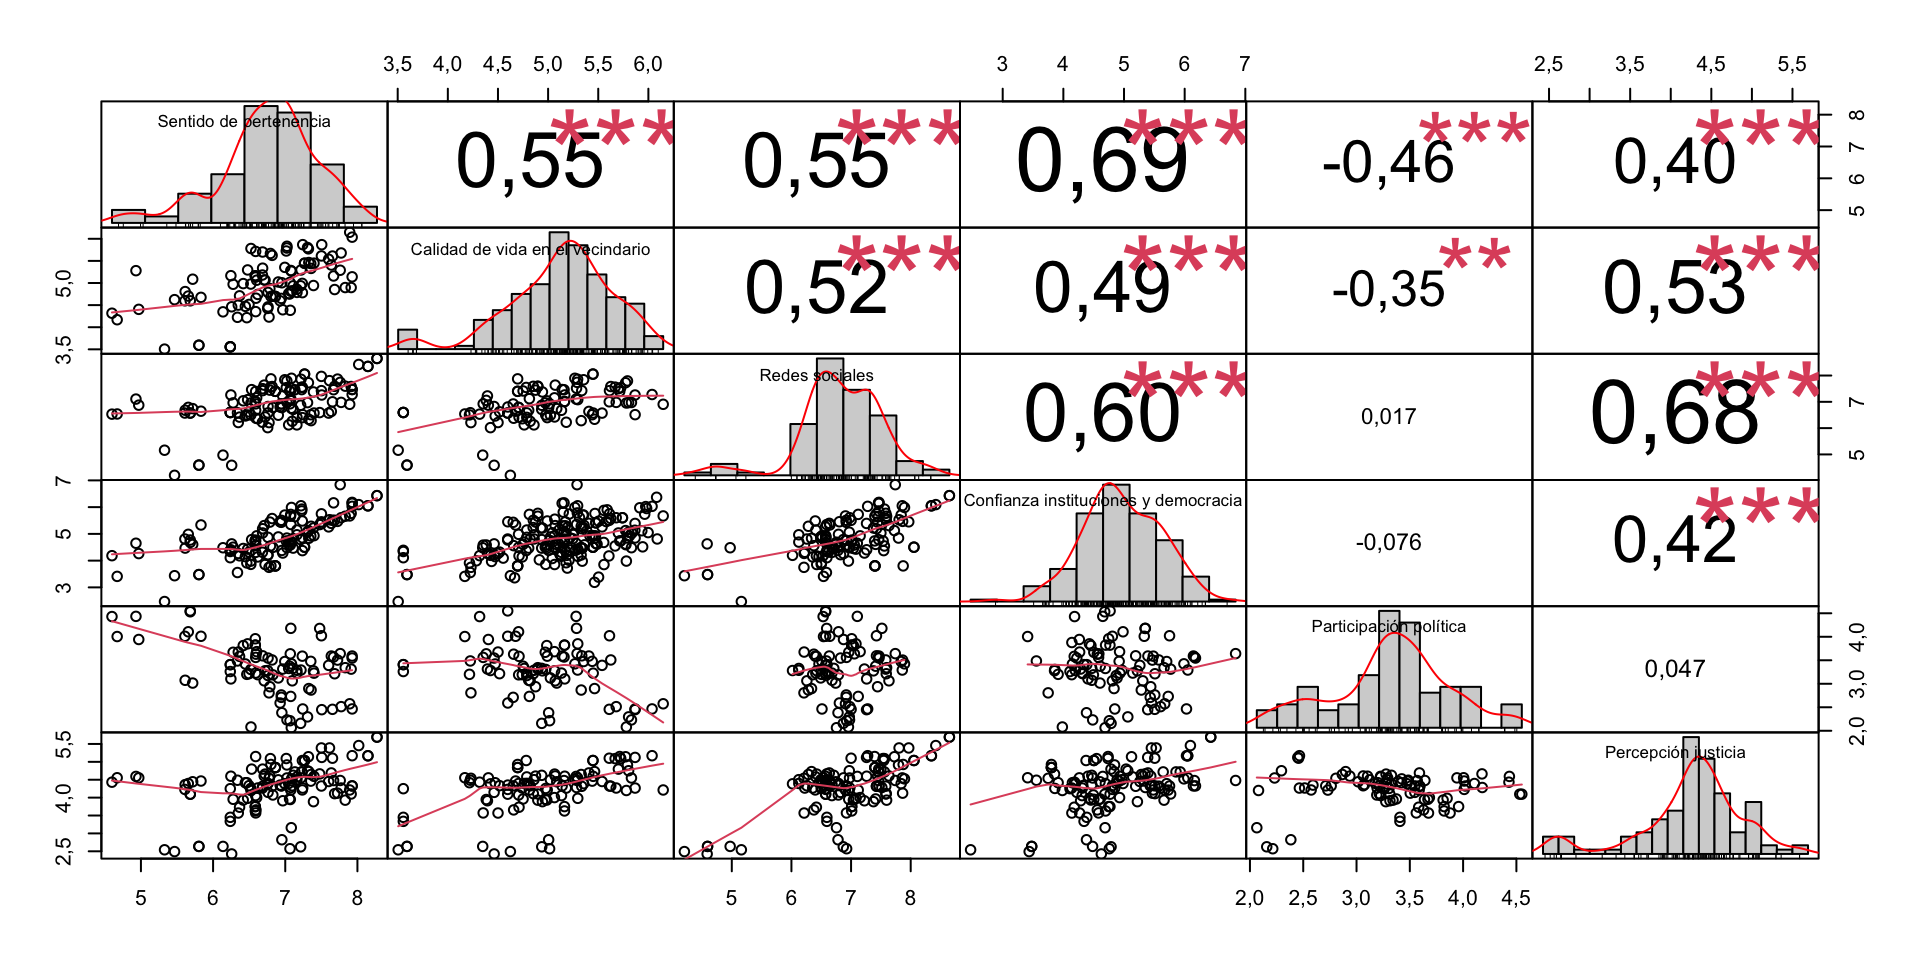 3,5 4,0 4,5 5,0 5,5 6,0 3 4 5 6 7 2,5 3,5 4,5 5,5
Sentido de pertenencia 0,55 *** 0,55 *** 0,69 *** -0,46 *** 0,40 *** 5 6 7 8
3,5 5,0 Calidad de vida en el vecindario 0,52 *** 0,49 *** -0,35 ** 0,53 ***
Redes sociales 0,60 *** 0,017 0,68 *** 5 7
3 5 7 Confianza instituciones y democracia -0,076 0,42 ***
Participación política 0,047 2,0 3,0 4,0
2,5 4,0 5,5 Percepción justicia
5 6 7 8 5 6 7 8 2,0 2,5 3,0 3,5 4,0 4,5